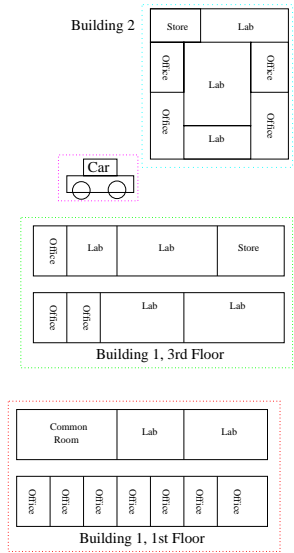 Building 2
Store
Lab
Office
Office
Lab
Office
Office
Lab
Car
Office
Lab
Lab
Store
Office
Office
Lab
Lab
Building 1, 3rd Floor
Common
Room
Lab
Lab
Office
Office
Office
Office
Office
Office
Office
Building 1, 1st Floor